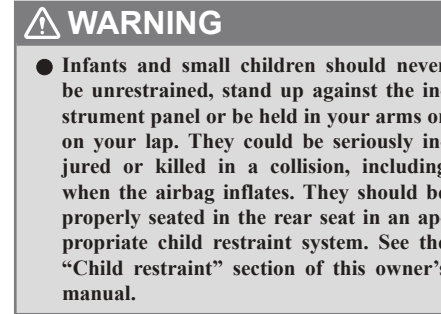 ⚠ WARNING
● Infants and small children should never
be unrestrained, stand up against the in-
strument panel or be held in your arms or
on your lap. They could be seriously in-
jured or killed in a collision, including
when the airbag inflates. They should be
properly seated in the rear seat in an ap-
propriate child restraint system. See the
“Child restraint” section of this owner’s
manual.